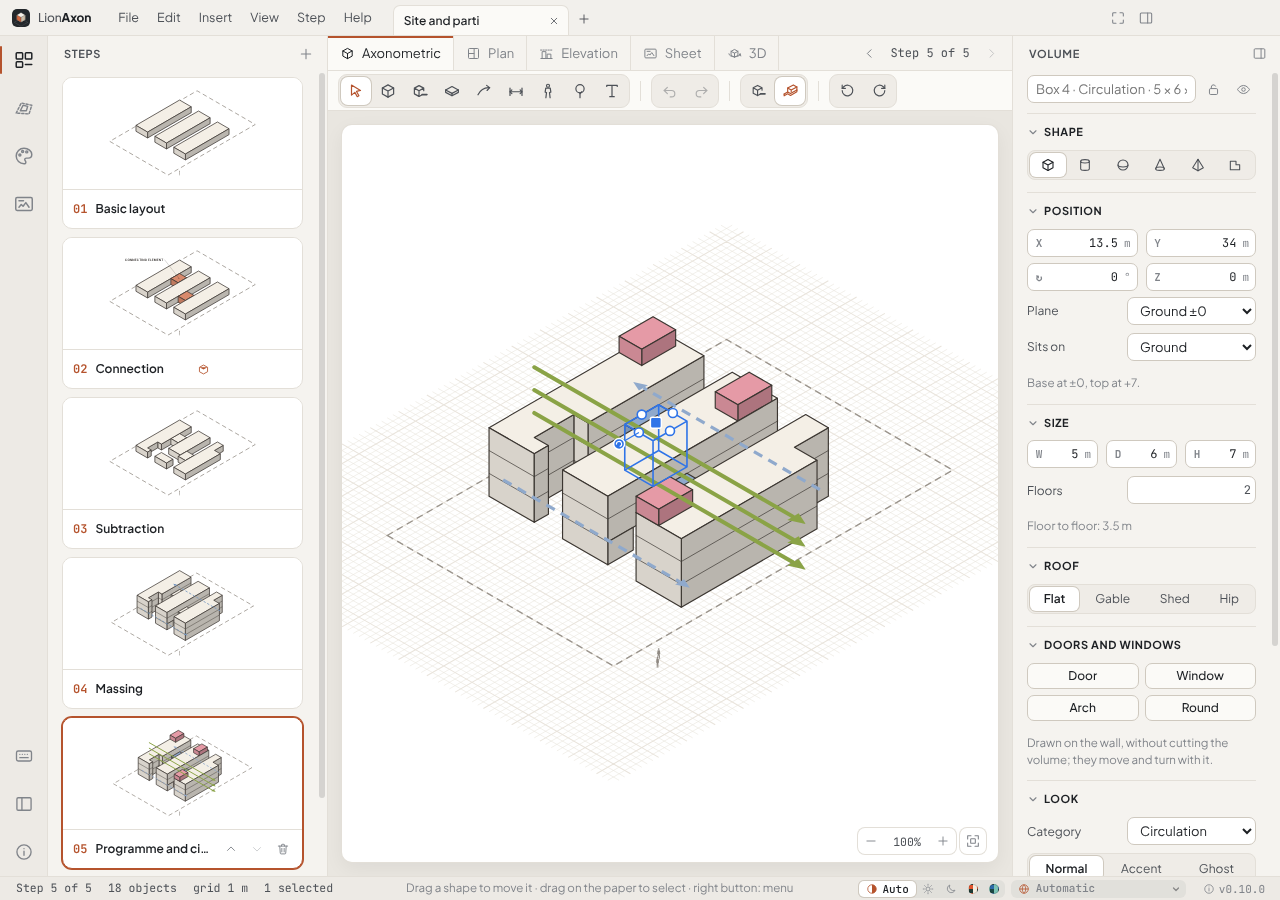 LionAxon File Edit Insert View Step Help Site and parti
STEPS
Axonometric Plan Elevation Sheet 3D Step 5 of 5
VOLUME
Box 4 · Circulation · 5 × 6 ›
SHAPE
POSITION
X 13.5 m Y 34 m
↻ 0 ° Z 0 m
Plane Ground ±0
Sits on Ground
Base at ±0, top at +7.
SIZE
W 5 m D 6 m H 7 m
Floors 2
Floor to floor: 3.5 m
ROOF
Flat Gable Shed Hip
DOORS AND WINDOWS
Door Window
Arch Round
Drawn on the wall, without cutting the
volume; they move and turn with it.
LOOK
Category Circulation
Normal Accent Ghost
01 Basic layout
CONNECTING ELEMENT
02 Connection
03 Subtraction
04 Massing
05 Programme and ci...
100%
Step 5 of 5 18 objects grid 1 m 1 selected
Drag a shape to move it · drag on the paper to select · right button: menu
Auto
Automatic
v0.10.0